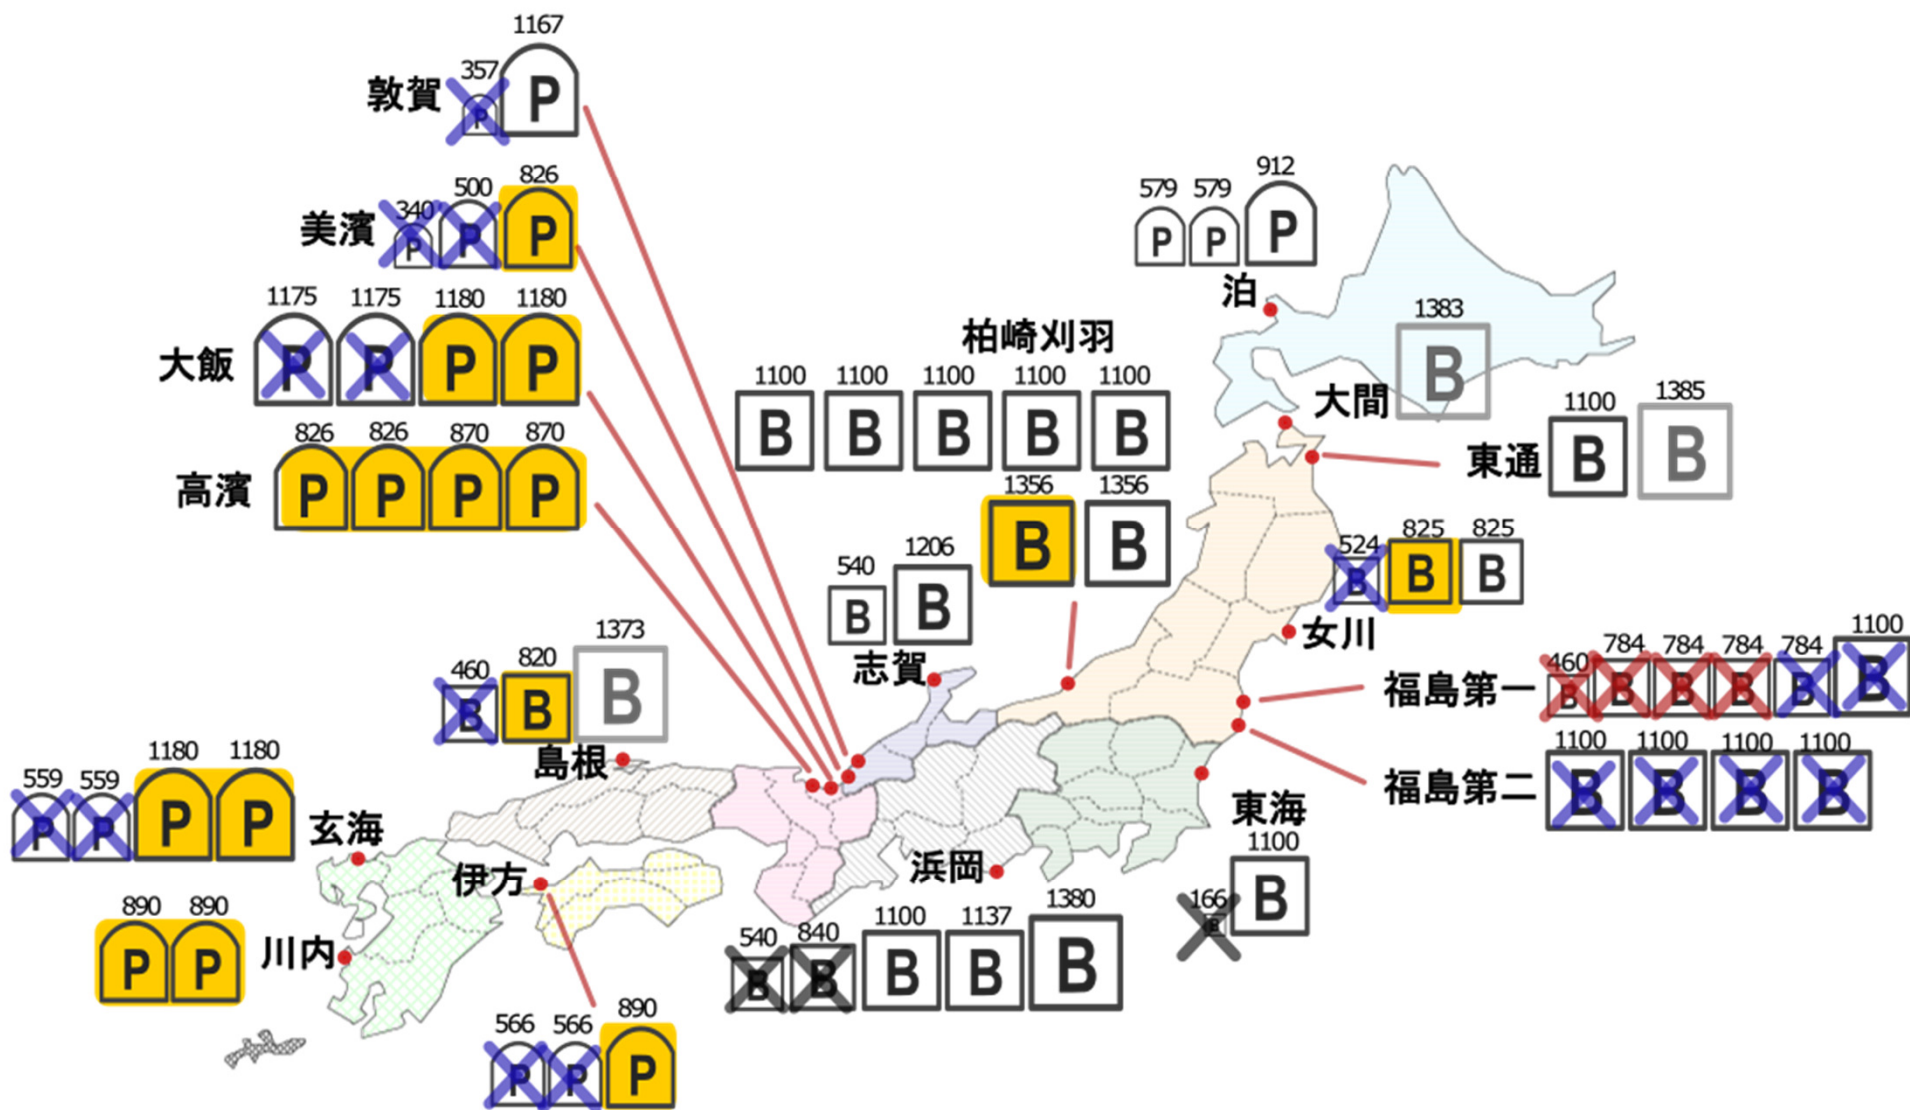 1167
357
敦賀
P P
826
500
340
美濱
P P P
1175 1175 1180 1180
大飯
P P P P
826 826 870 870
高濱
P P P P
579 579 912
P P P
泊
柏崎刈羽
1100 1100 1100 1100 1100
B B B B B
1356 1356
B B
1383
大間
B
1100 1385
東通
B B
524 825 825
B B B
女川
540 1206
B B
志賀
460 784 784 784 784 1100
福島第一
B B B B B B
1100 1100 1100 1100
福島第二
B B B B
460 820 1373
B B B
島根
559 559 1180 1180
P P P P
玄海
890 890
P P
川内
伊方
566 566 890
P P P
浜岡
540 840 1100 1137 1380
B B B B B
東海
1100
166
B B